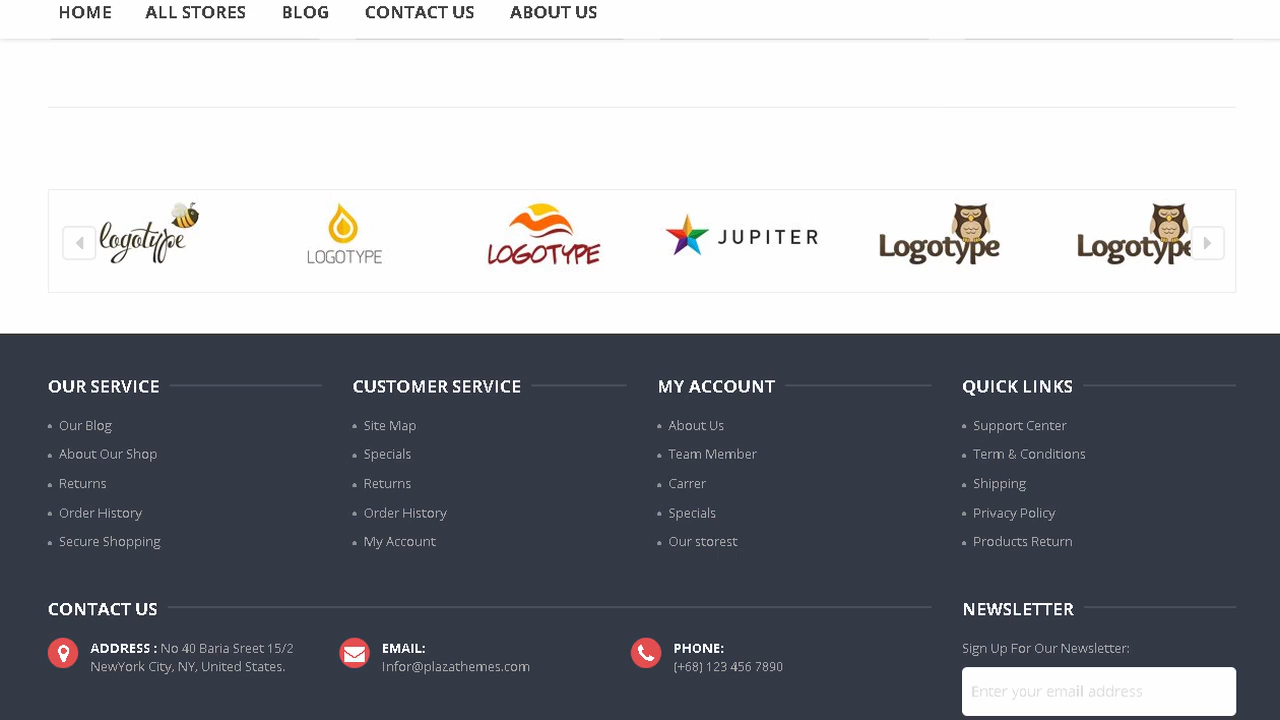 HOME ALL STORES BLOG CONTACT US ABOUT US
logotype LOGOTYPE LOGOTYPE JUPITER Logotype Logotype
OUR SERVICE
Our Blog
About Our Shop
Returns
Order History
Secure Shopping
CUSTOMER SERVICE
Site Map
Specials
Returns
Order History
My Account
MY ACCOUNT
About Us
Team Member
Carrer
Specials
Our storest
QUICK LINKS
Support Center
Term & Conditions
Shipping
Privacy Policy
Products Return
CONTACT US
ADDRESS : No 40 Baria Sreet 15/2
NewYork City, NY, United States.
EMAIL:
Infor@plazathemes.com
PHONE:
(+68) 123 456 7890
NEWSLETTER
Sign Up For Our Newsletter:
Enter your email address